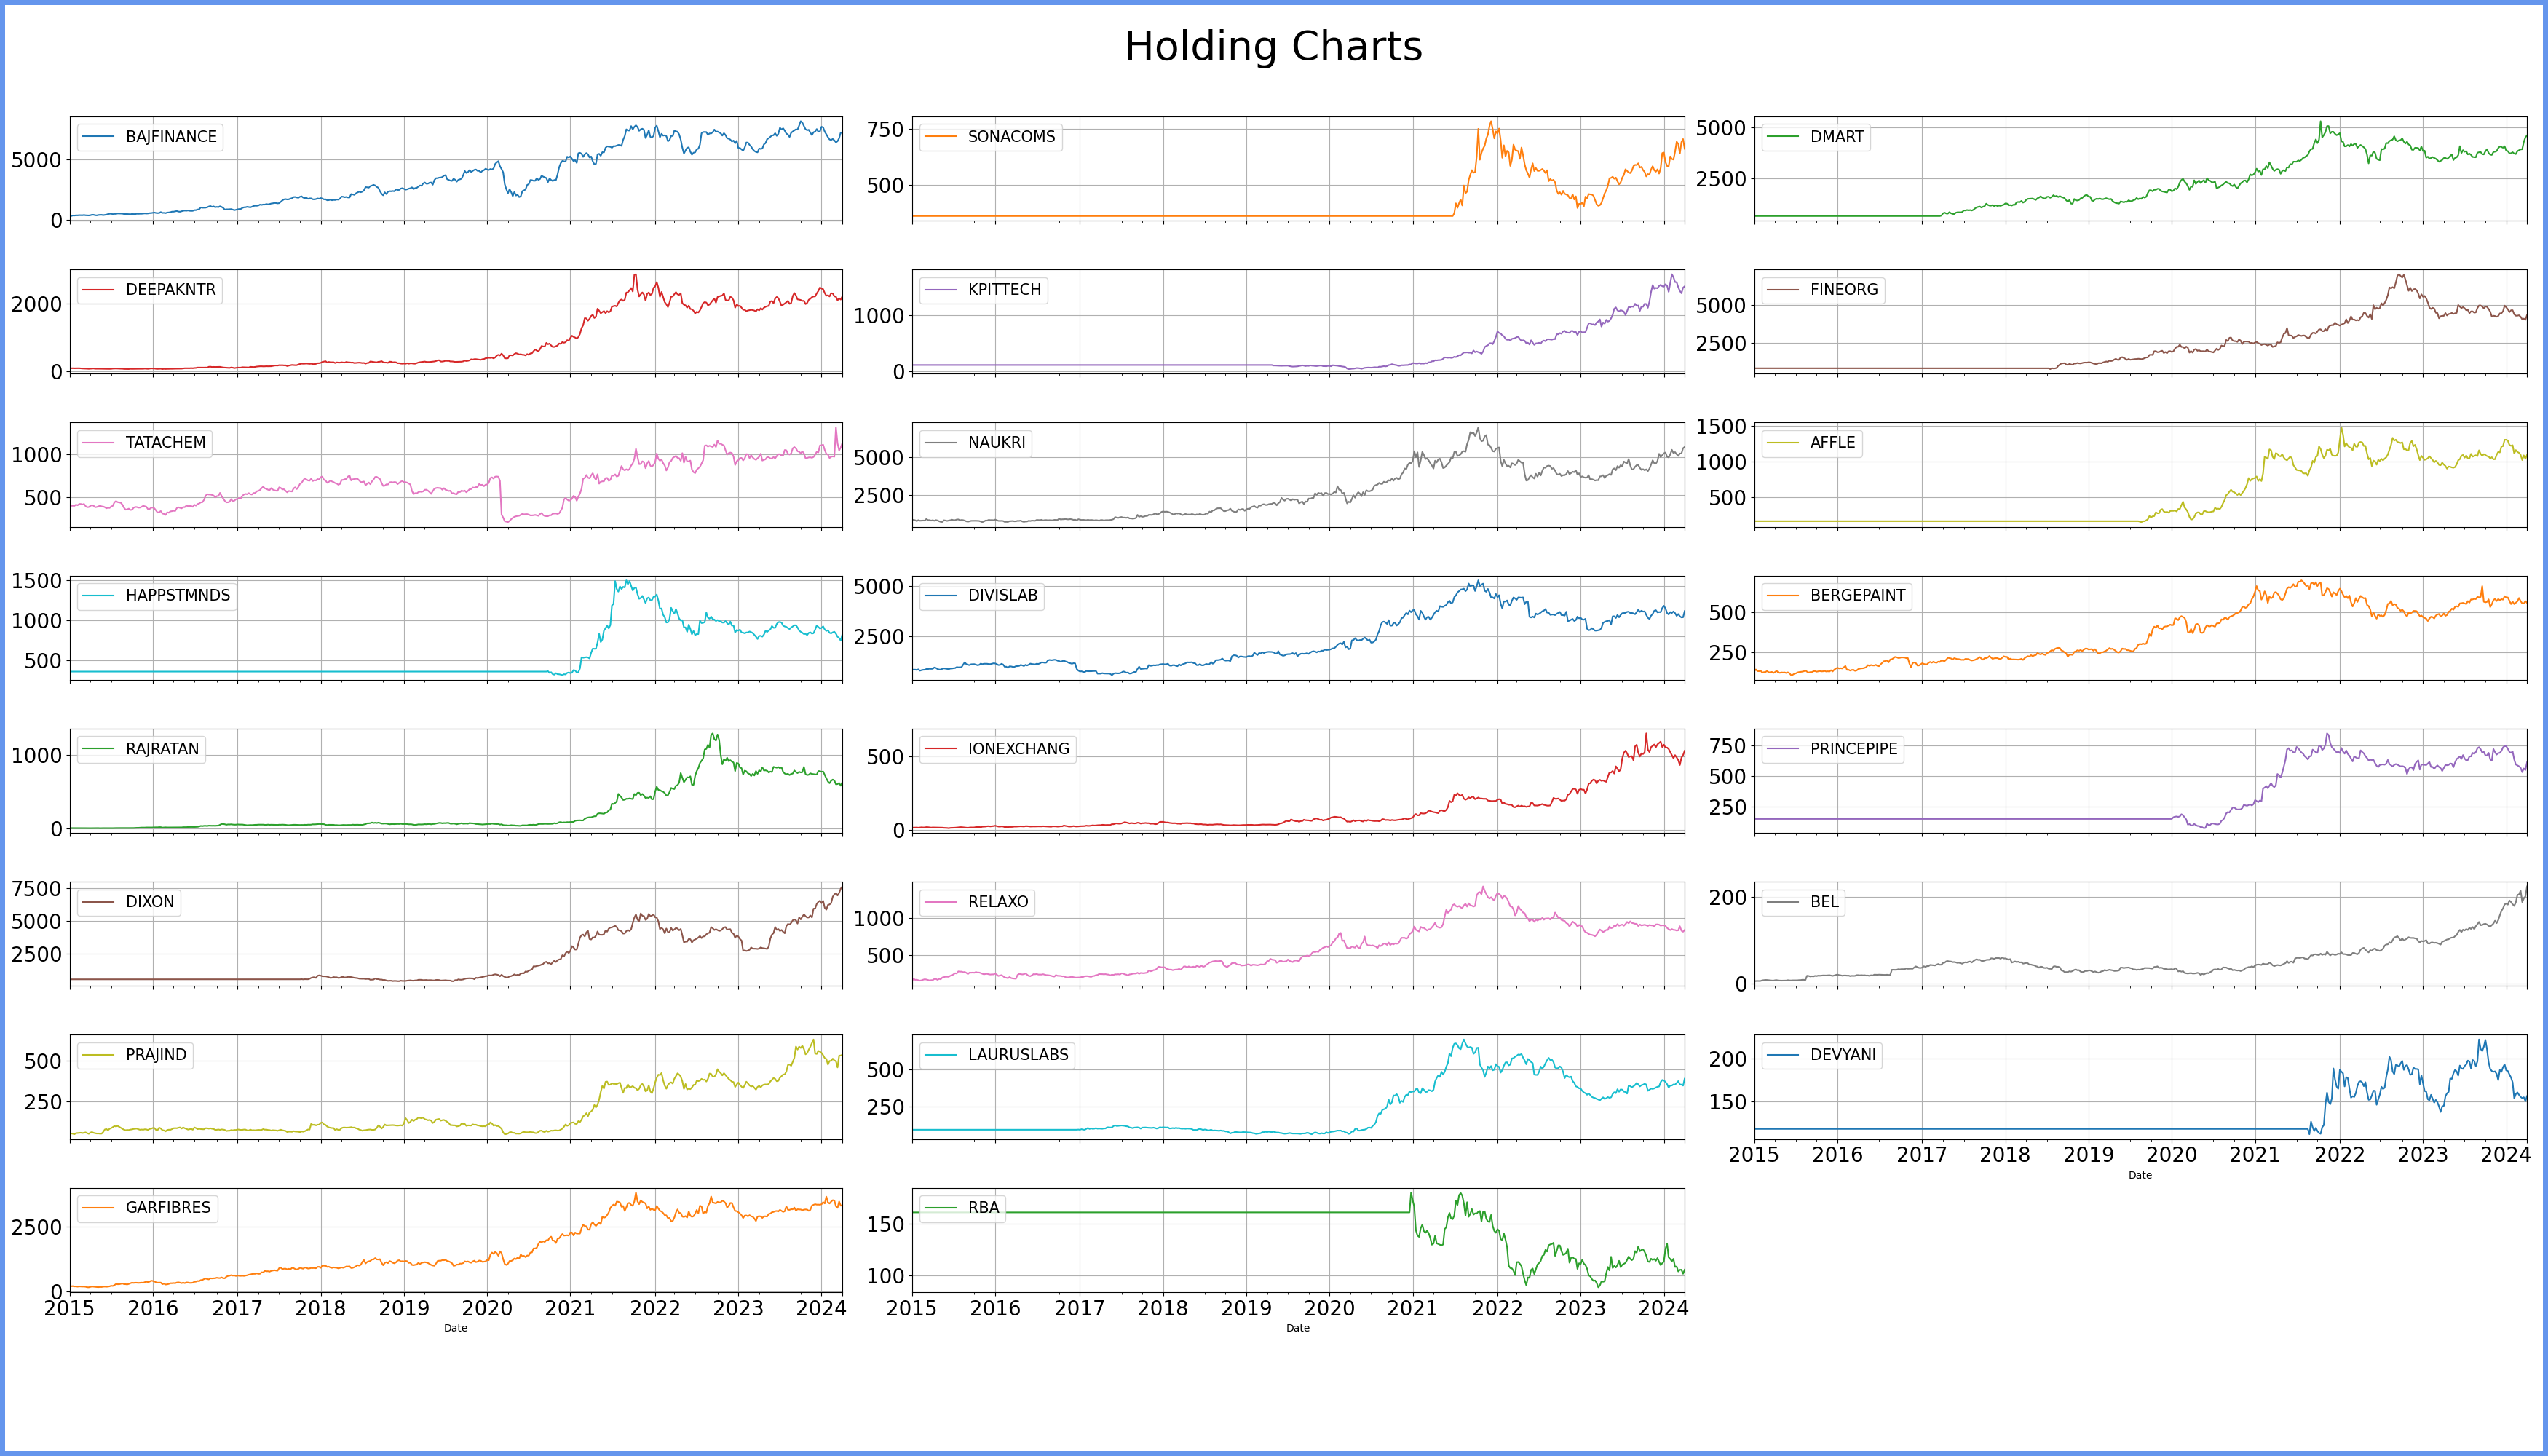 Holding Charts
BAJFINANCE
5000
0
SONACOMS
750
500
DMART
5000
2500
DEEPAKNTR
2000
0
KPITTECH
1000
0
FINEORG
5000
2500
TATACHEM
1000
500
NAUKRI
5000
2500
AFFLE
1500
1000
500
HAPPSTMNDS
1500
1000
500
DIVISLAB
5000
2500
BERGEPAINT
500
250
RAJRATAN
1000
0
IONEXCHANG
500
0
PRINCEPIPE
750
500
250
DIXON
7500
5000
2500
RELAXO
1000
500
BEL
200
0
PRAJIND
500
250
LAURUSLABS
500
250
DEVYANI
200
150
2015 2016 2017 2018 2019 2020 2021 2022 2023 2024
Date
GARFIBRES
2500
0
2015 2016 2017 2018 2019 2020 2021 2022 2023 2024
Date
RBA
150
100
2015 2016 2017 2018 2019 2020 2021 2022 2023 2024
Date